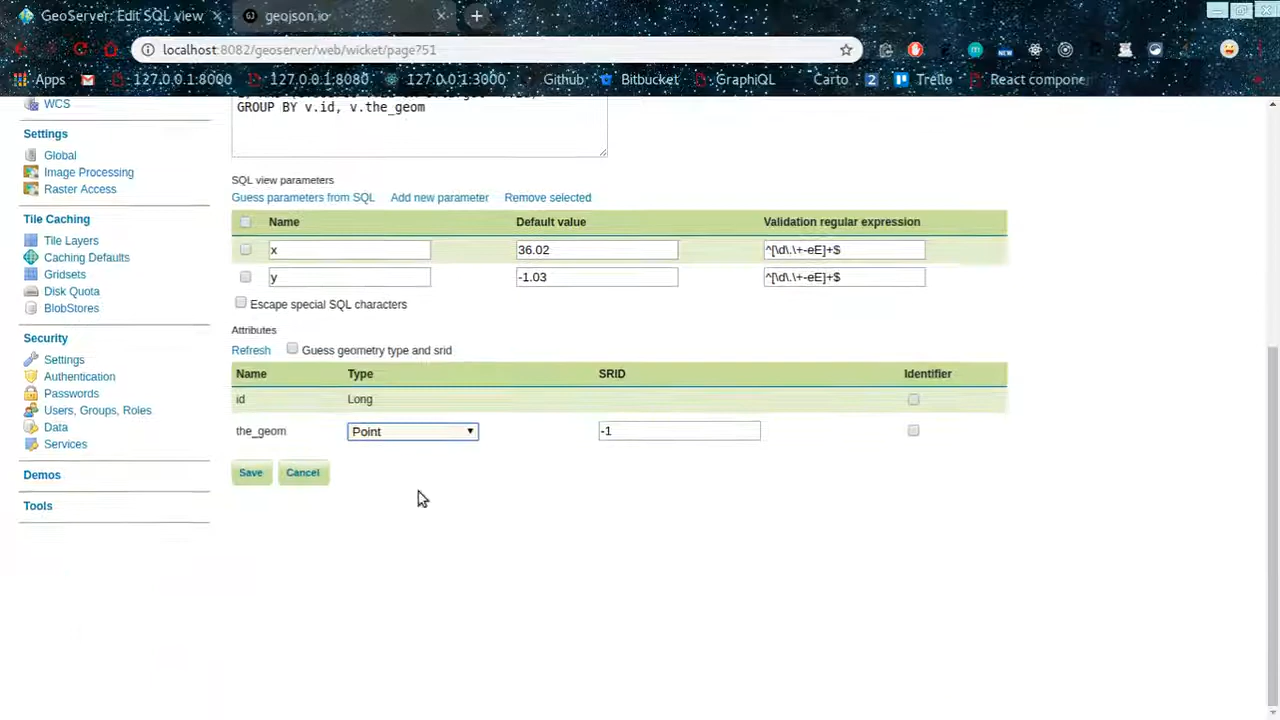 GeoServer: Edit SQL view
geojson.io
localhost:8082/geoserver/web/wicket/page?51
Apps 127.0.0.1:8000 127.0.0.1:8080 127.0.0.1:3000 Github Bitbucket GraphiQL Carto 2 Trello React compone
WCS
GROUP BY v.id, v.the_geom
Settings
Global
Image Processing
Raster Access
Tile Caching
Tile Layers
Caching Defaults
Gridsets
Disk Quota
BlobStores
Security
Settings
Authentication
Passwords
Users, Groups, Roles
Data
Services
Demos
Tools
SQL view parameters
Guess parameters from SQL Add new parameter Remove selected
Name Default value Validation regular expression
x 36.02 ^[\d\.\+-eE]+$
y -1.03 ^[\d\.\+-eE]+$
Escape special SQL characters
Attributes
Refresh Guess geometry type and srid
Name Type SRID Identifier
id Long
the_geom Point -1
Save Cancel